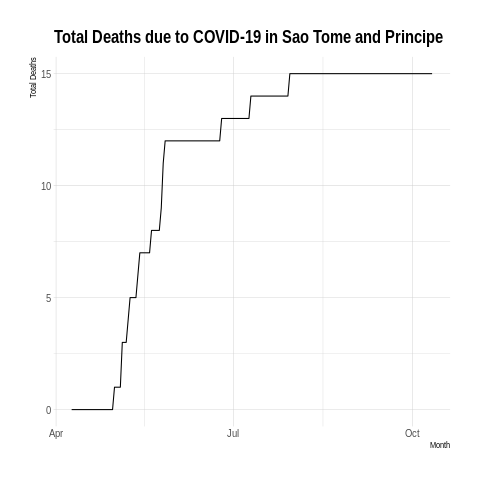 Total Deaths due to COVID-19 in Sao Tome and Principe
Total Deaths
15
10
5
0
Apr
Jul
Oct
Month